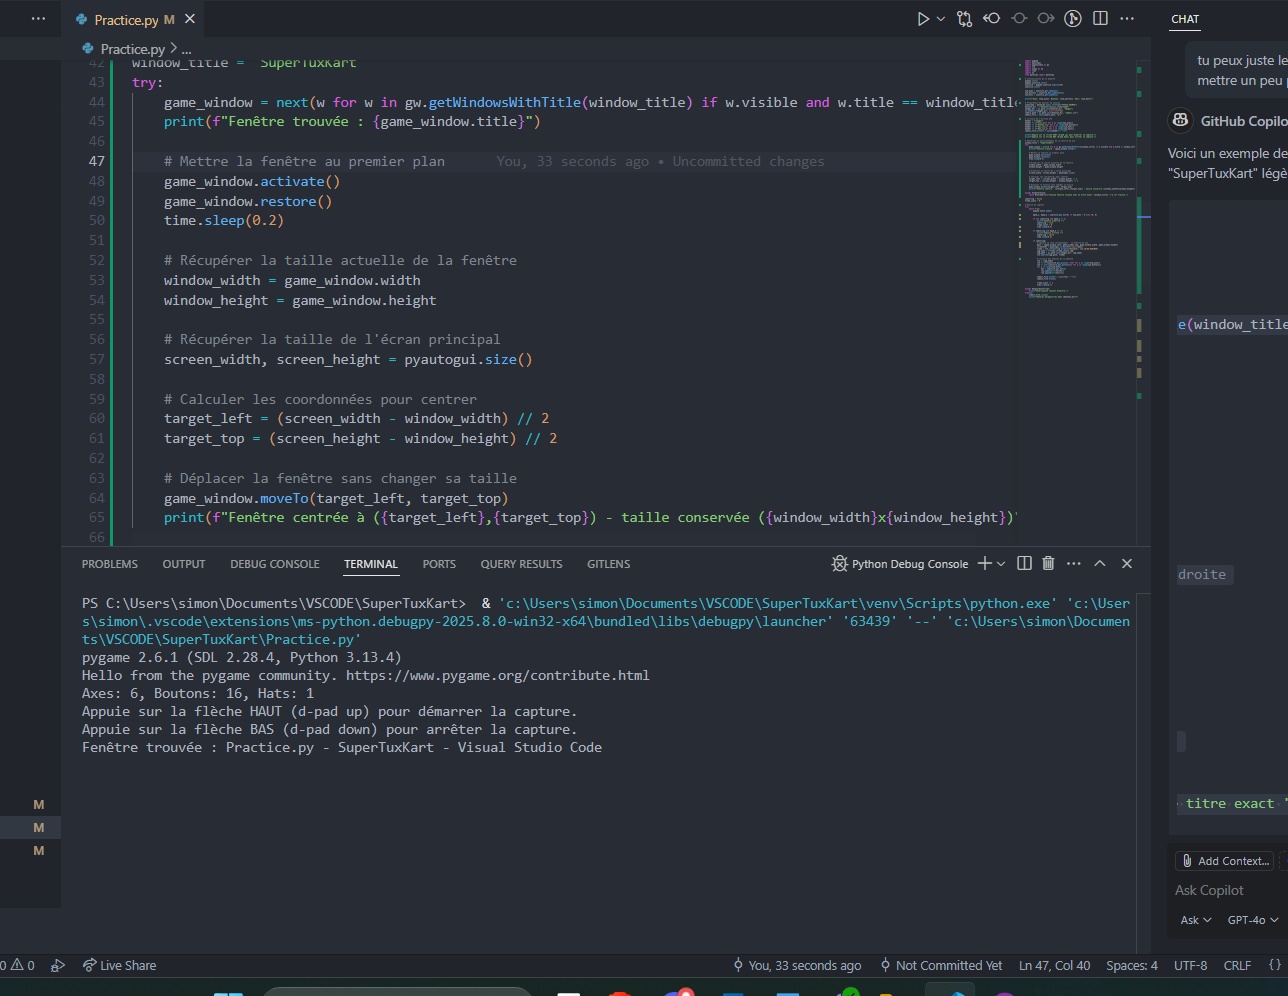 Practice.py M
CHAT
Practice.py > ...
tu peux juste le
mettre un peu
42 window_title = "SuperTuxKart"
43 try:
44 game_window = next(w for w in gw.getWindowsWithTitle(window_title) if w.visible and w.title == window_titl
45 print(f"Fenêtre trouvée : {game_window.title}")
46
47 # Mettre la fenêtre au premier plan You, 33 seconds ago • Uncommitted changes
48 game_window.activate()
49 game_window.restore()
50 time.sleep(0.2)
51
52 # Récupérer la taille actuelle de la fenêtre
53 window_width = game_window.width
54 window_height = game_window.height
55
56 # Récupérer la taille de l'écran principal
57 screen_width, screen_height = pyautogui.size()
58
59 # Calculer les coordonnées pour centrer
60 target_left = (screen_width - window_width) // 2
61 target_top = (screen_height - window_height) // 2
62
63 # Déplacer la fenêtre sans changer sa taille
64 game_window.moveTo(target_left, target_top)
65 print(f"Fenêtre centrée à ({target_left},{target_top}) - taille conservée ({window_width}x{window_height})"
66
GitHub Copilo
Voici un exemple de
"SuperTuxKart" légè
e(window_title
droite
titre exact
PROBLEMS OUTPUT DEBUG CONSOLE TERMINAL PORTS QUERY RESULTS GITLENS Python Debug Console
PS C:\Users\simon\Documents\VSCODE\SuperTuxKart> & 'c:\Users\simon\Documents\VSCODE\SuperTuxKart\venv\Scripts\python.exe' 'c:\User
s\simon\.vscode\extensions\ms-python.debugpy-2025.8.0-win32-x64\bundled\libs\debugpy\launcher' '63439' '--' 'c:\Users\simon\Documen
ts\VSCODE\SuperTuxKart\Practice.py'
pygame 2.6.1 (SDL 2.28.4, Python 3.13.4)
Hello from the pygame community. https://www.pygame.org/contribute.html
Axes: 6, Boutons: 16, Hats: 1
Appuie sur la flèche HAUT (d-pad up) pour démarrer la capture.
Appuie sur la flèche BAS (d-pad down) pour arrêter la capture.
Fenêtre trouvée : Practice.py - SuperTuxKart - Visual Studio Code
M
M
M
Add Context...
Ask Copilot
Ask GPT-4o
0 0 Live Share You, 33 seconds ago Not Committed Yet Ln 47, Col 40 Spaces: 4 UTF-8 CRLF {}